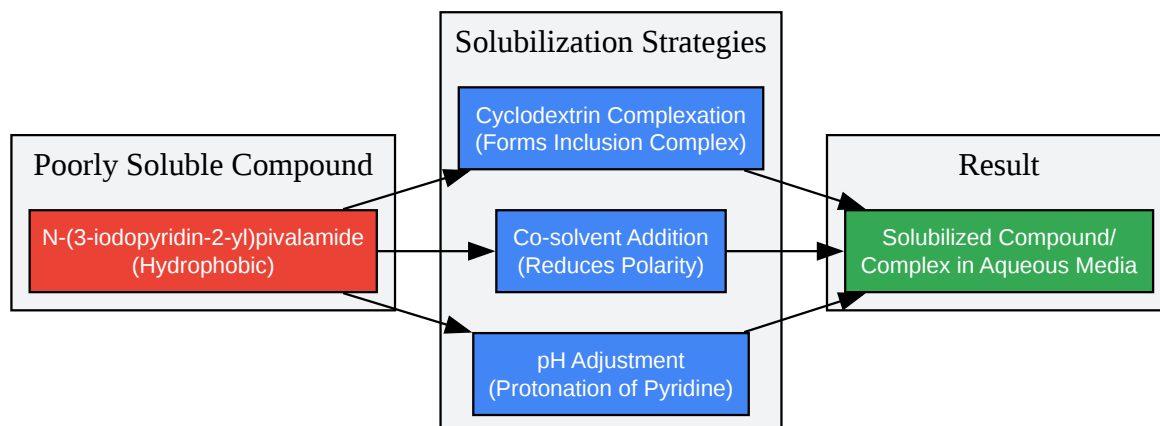 Poorly Soluble Compound
N-(3-iodopyridin-2-yl)pivalamide
(Hydrophobic)
Solubilization Strategies
Cyclodextrin Complexation
(Forms Inclusion Complex)
Co-solvent Addition
(Reduces Polarity)
pH Adjustment
(Protonation of Pyridine)
Result
Solubilized Compound/
Complex in Aqueous Media